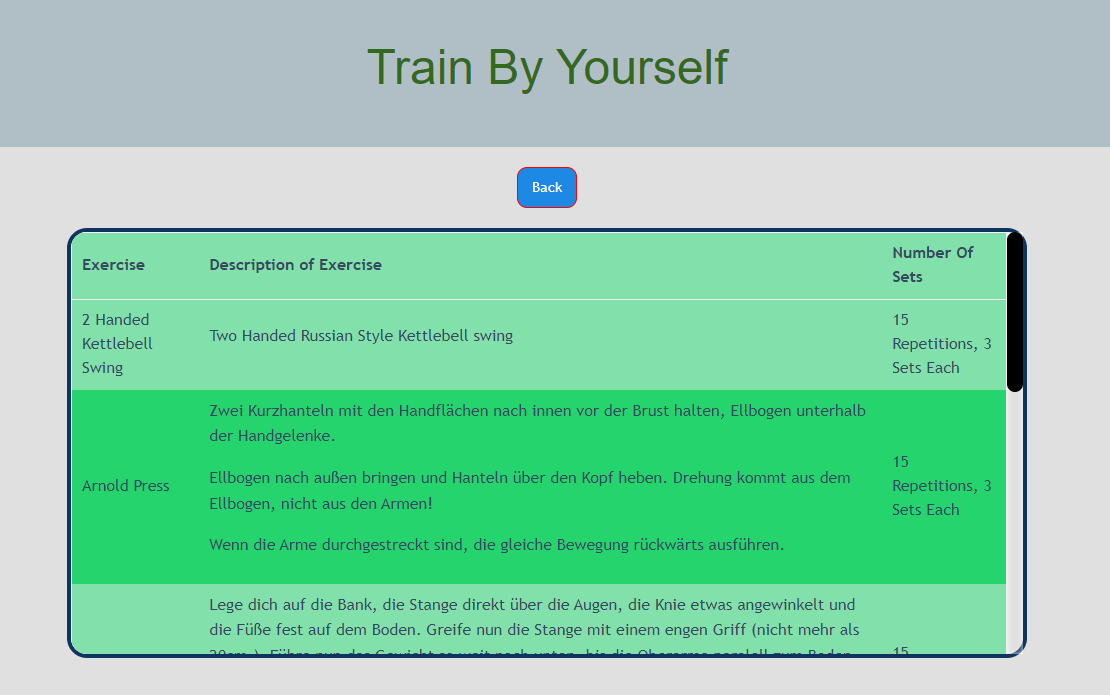 Train By Yourself
Back
Exercise
Description of Exercise
Number Of
Sets
2 Handed
Kettlebell
Swing
Two Handed Russian Style Kettlebell swing
15
Repetitions, 3
Sets Each
Arnold Press
Zwei Kurzhanteln mit den Handflächen nach innen vor der Brust halten, Ellbogen unterhalb
der Handgelenke.
Ellbogen nach außen bringen und Hanteln über den Kopf heben. Drehung kommt aus dem
Ellbogen, nicht aus den Armen!
Wenn die Arme durchgestreckt sind, die gleiche Bewegung rückwärts ausführen.
15
Repetitions, 3
Sets Each
Lege dich auf die Bank, die Stange direkt über die Augen, die Knie etwas angewinkelt und
die Füße fest auf dem Boden. Greife nun die Stange mit einem engen Griff (nicht mehr als
15